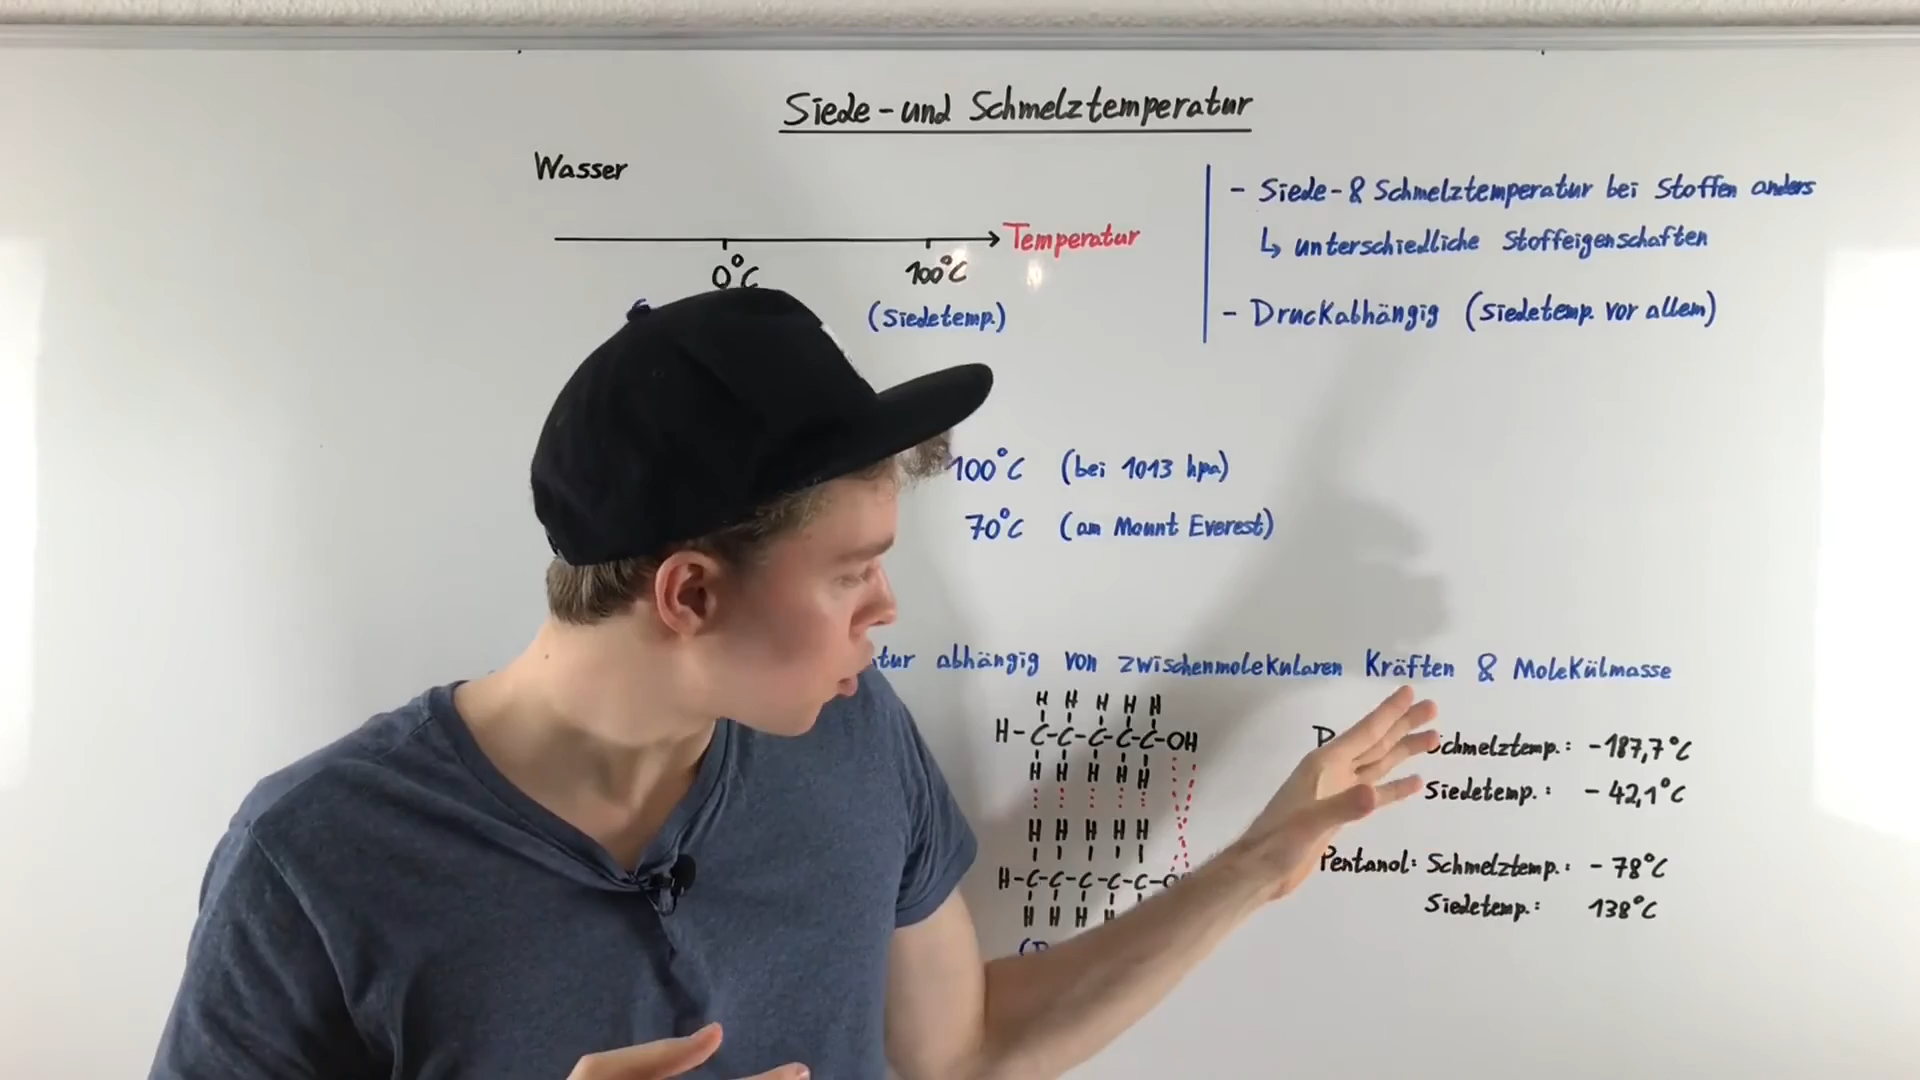 Siede- und Schmelztemperatur
Wasser
Temperatur
0°C
100°C
(Siedetemp.)
- Siede- & Schmelztemperatur bei Stoffen anders
↳ unterschiedliche Stoffeigenschaften
- Druckabhängig (Siedetemp. vor allem)
100°C (bei 1013 hpa)
70°C (am Mount Everest)
abhängig von zwischenmolekularen Kräften & Molekülmasse
H H H H H
H-C-C-C-C-C-OH
H H H H H
H H H H H
H-C-C-C-C-C-O
H H H H
Schmelztemp.: -187,7°C
Siedetemp.: -42,1°C
Pentanol: Schmelztemp.: -78°C
Siedetemp.: 138°C